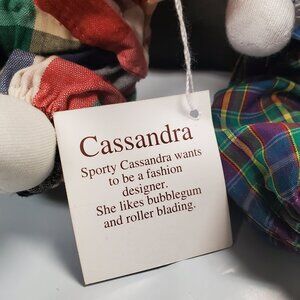 Cassandra
Sporty Cassandra wants
to be a fashion
designer.
She likes bubblegum
and roller blading.